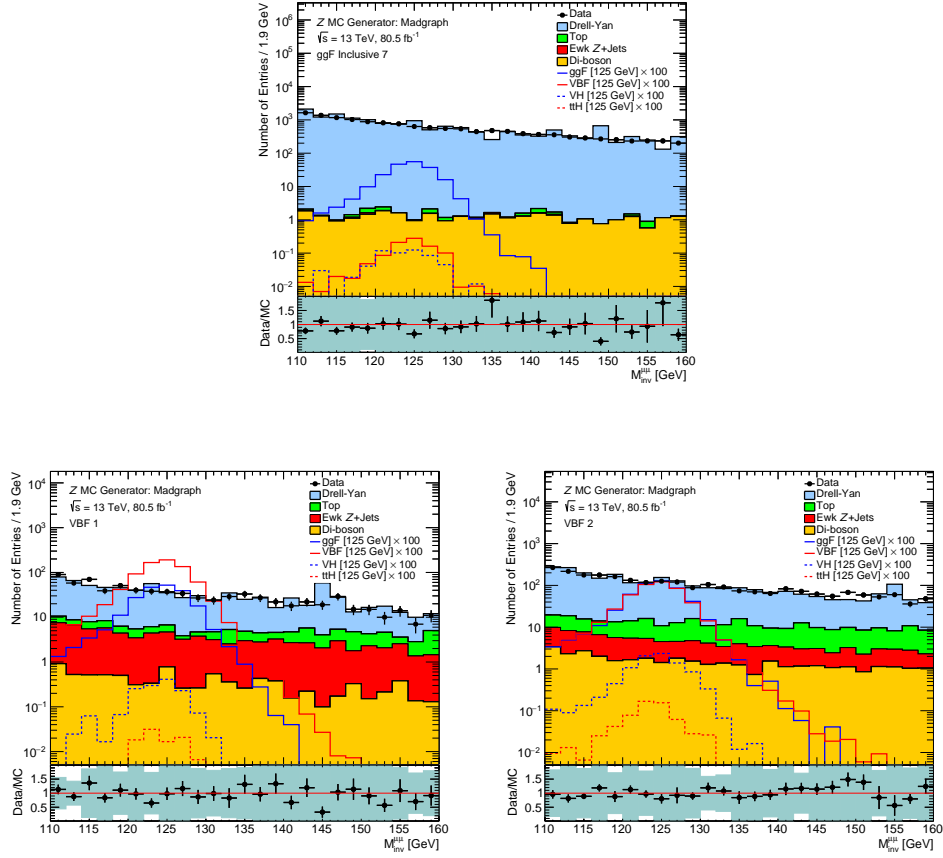 Z MC Generator: Madgraph
√s = 13 TeV, 80.5 fb⁻¹
ggF Inclusive 7
Data
Drell-Yan
Top
Ewk Z+Jets
Di-boson
ggF [125 GeV] × 100
VBF [125 GeV] × 100
VH [125 GeV] × 100
ttH [125 GeV] × 100
Number of Entries / 1.9 GeV
10⁶
10⁵
10⁴
10³
10²
10
1
10⁻¹
10⁻²
Data/MC
1.5
1.0
0.5
110 115 120 125 130 135 140 145 150 155 160
M^μμ_inv [GeV]
Z MC Generator: Madgraph
√s = 13 TeV, 80.5 fb⁻¹
VBF 1
Data
Drell-Yan
Top
Ewk Z+Jets
Di-boson
ggF [125 GeV] × 100
VBF [125 GeV] × 100
VH [125 GeV] × 100
ttH [125 GeV] × 100
Number of Entries / 1.9 GeV
10⁴
10³
10²
10
1
10⁻¹
10⁻²
Data/MC
1.5
1
0.5
110 115 120 125 130 135 140 145 150 155 160
M^μμ_inv [GeV]
Z MC Generator: Madgraph
√s = 13 TeV, 80.5 fb⁻¹
VBF 2
Data
Drell-Yan
Top
Ewk Z+Jets
Di-boson
ggF [125 GeV] × 100
VBF [125 GeV] × 100
VH [125 GeV] × 100
ttH [125 GeV] × 100
Number of Entries / 1.9 GeV
10⁴
10³
10²
10
1
10⁻¹
10⁻²
Data/MC
1.5
1
0.5
110 115 120 125 130 135 140 145 150 155 160
M^μμ_inv [GeV]